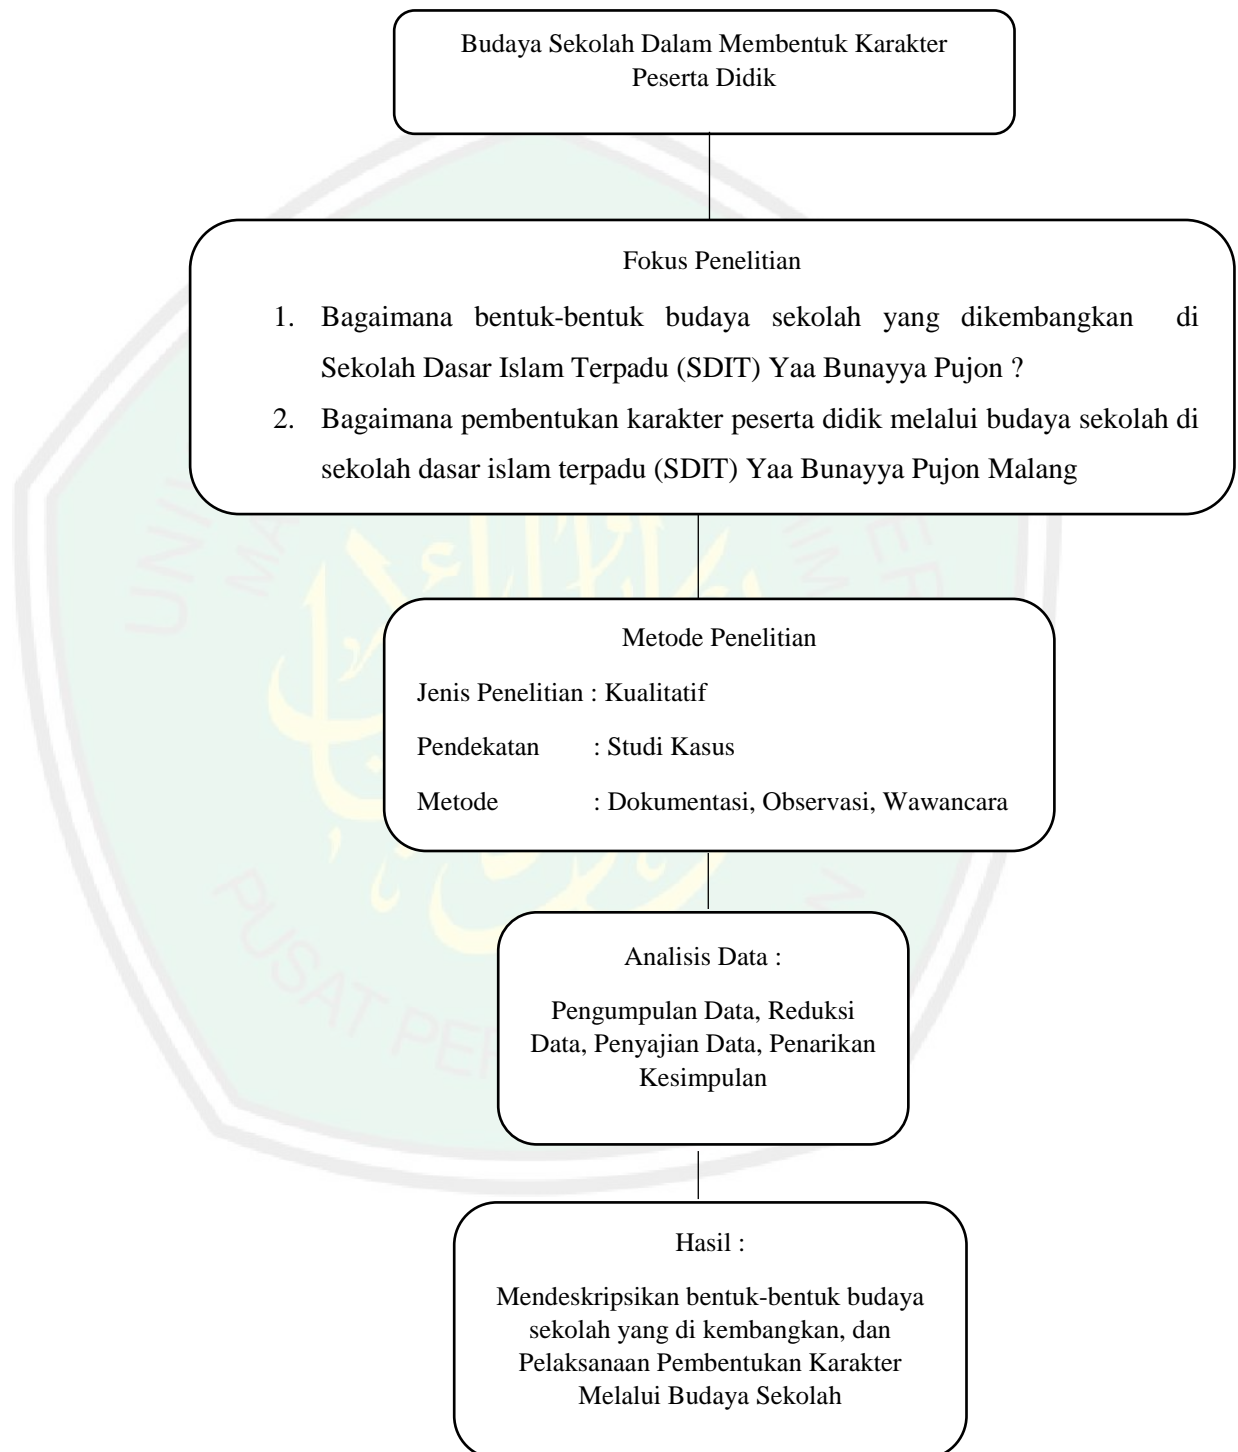 Budaya Sekolah Dalam Membentuk Karakter
Peserta Didik
Fokus Penelitian
1. Bagaimana bentuk-bentuk budaya sekolah yang dikembangkan di
Sekolah Dasar Islam Terpadu (SDIT) Yaa Bunayya Pujon ?
2. Bagaimana pembentukan karakter peserta didik melalui budaya sekolah di
sekolah dasar islam terpadu (SDIT) Yaa Bunayya Pujon Malang
Metode Penelitian
Jenis Penelitian : Kualitatif
Pendekatan : Studi Kasus
Metode : Dokumentasi, Observasi, Wawancara
Analisis Data :
Pengumpulan Data, Reduksi
Data, Penyajian Data, Penarikan
Kesimpulan
Hasil :
Mendeskripsikan bentuk-bentuk budaya
sekolah yang di kembangkan, dan
Pelaksanaan Pembentukan Karakter
Melalui Budaya Sekolah
PUSAT